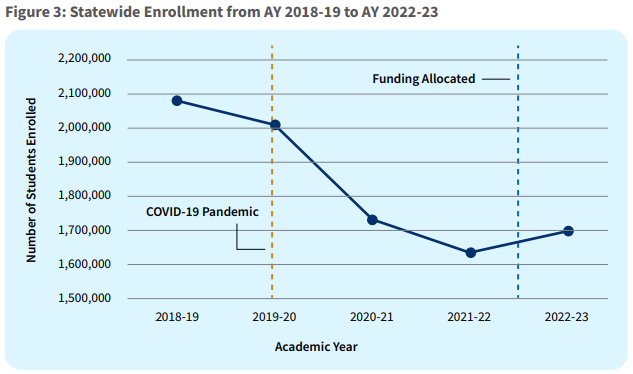 Figure 3: Statewide Enrollment from AY 2018-19 to AY 2022-23
2,200,000
Funding Allocated
2,100,000
2,000,000
1,900,000
1,800,000
COVID-19 Pandemic
1,700,000
1,600,000
1,500,000
Number of Students Enrolled
2018-19 2019-20 2020-21 2021-22 2022-23
Academic Year